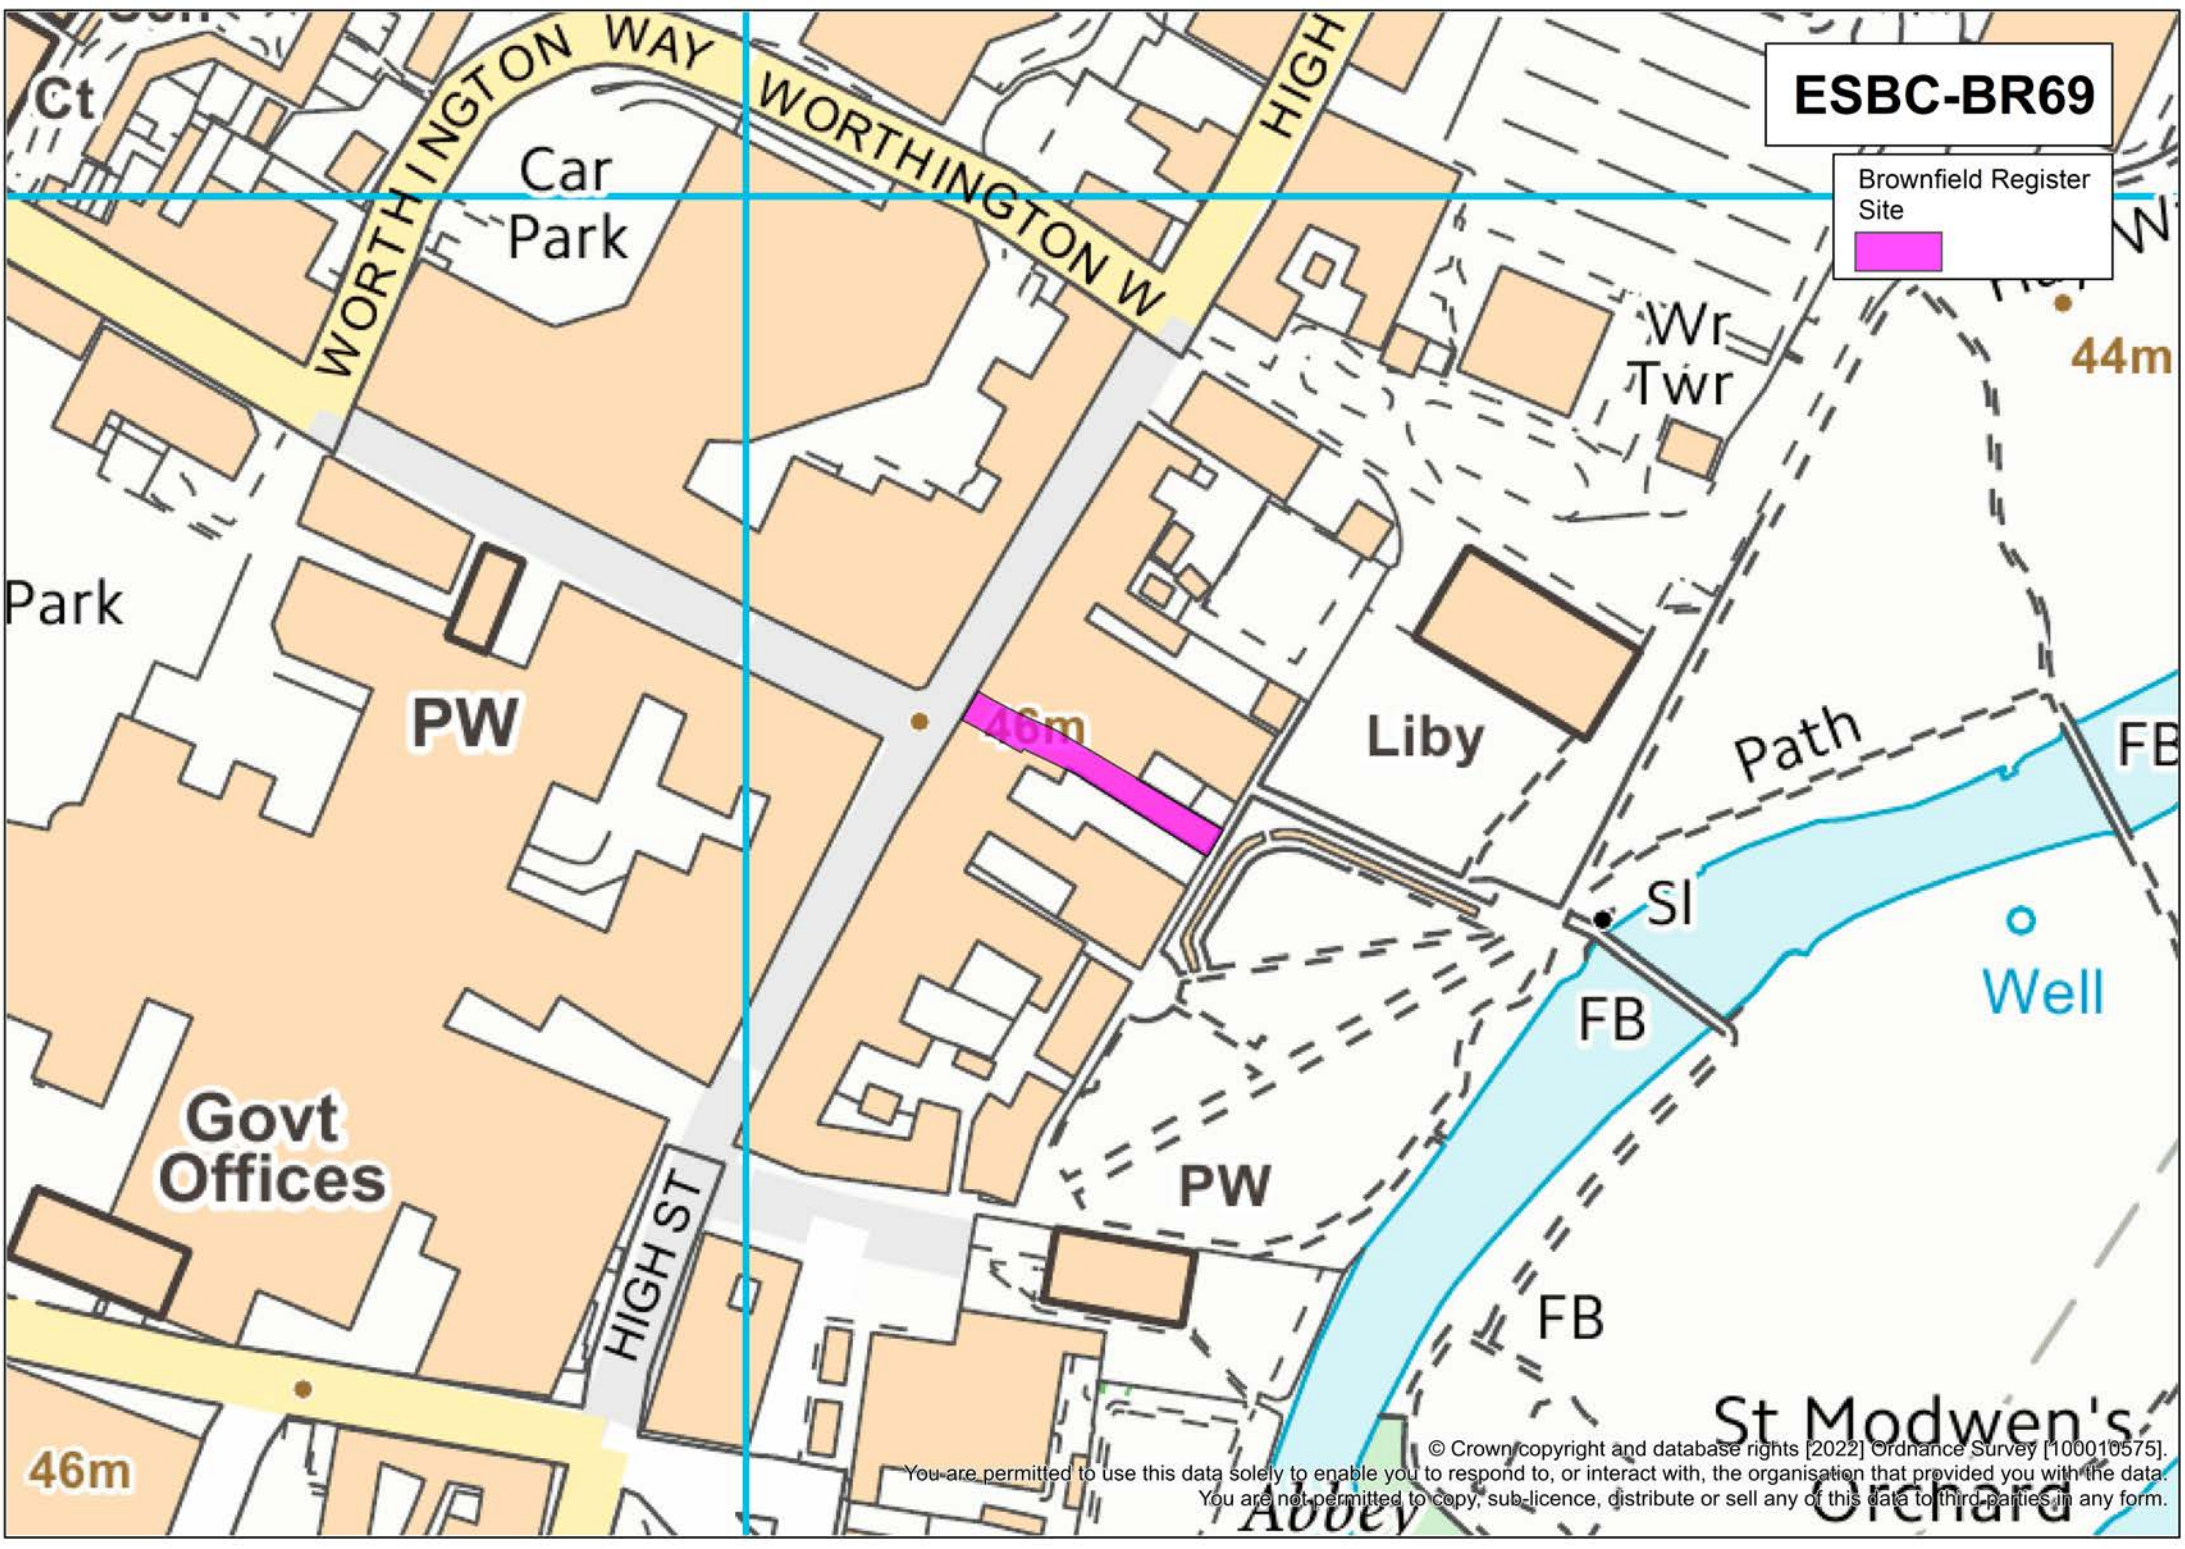 WORTHINGTON WAY
WORTHINGTON W
HIGH
ESBC-BR69
Brownfield Register
Site
Ct
Car
Park
WORTHINGTON
W
Wr
Twr
44m
Park
PW
46m
Liby
Path
FB
Sl
Well
FB
Govt
Offices
PW
HIGH ST
FB
St Modwen's
Orchard
46m
Abbey
© Crown copyright and database rights [2022] Ordnance Survey [100010575].
You are permitted to use this data solely to enable you to respond to, or interact with, the organisation that provided you with the data.
You are not permitted to copy, sub-licence, distribute or sell any of this data to third parties in any form.